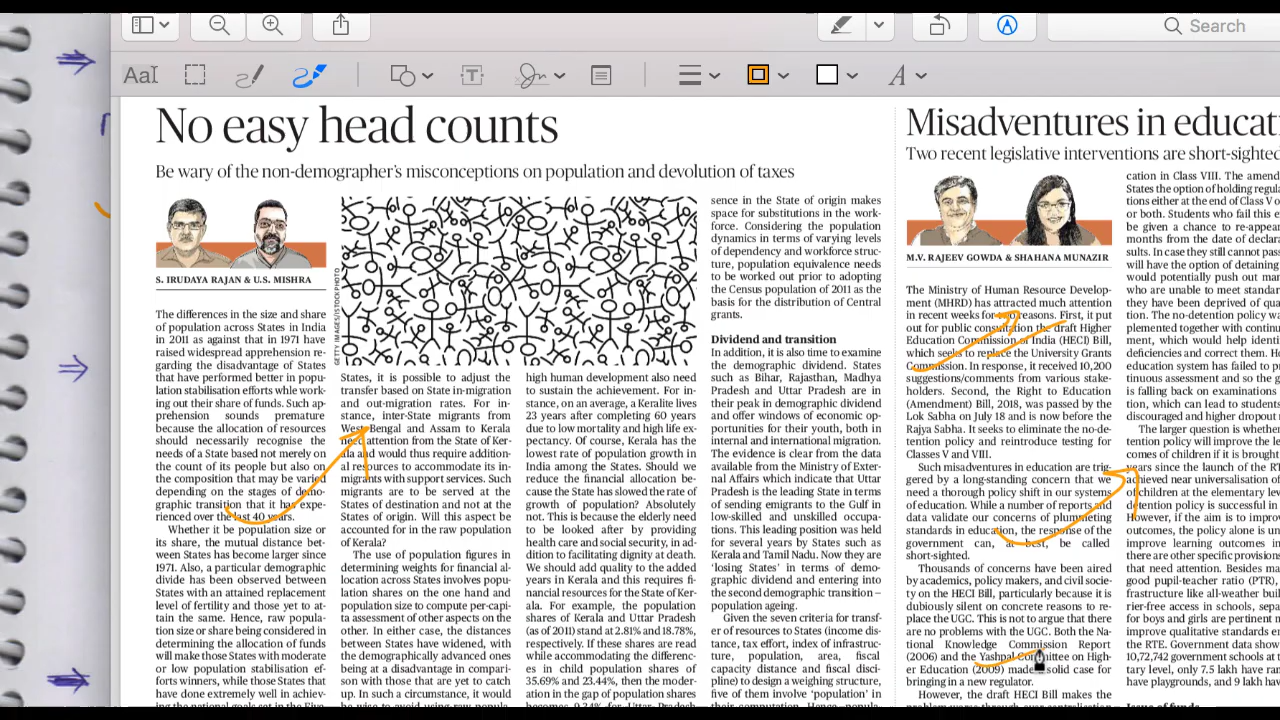 Search
AaI
T
A
No easy head counts
Be wary of the non-demographer's misconceptions on population and devolution of taxes
GETTY IMAGES/ISTOCKPHOTO
S. IRUDAYA RAJAN & U.S. MISHRA
The differences in the size and share
of population across States in India
in 2011 as against that in 1971 have
raised widespread apprehension re-
garding the disadvantage of States
that have performed better in popu-
lation stabilisation efforts while work-
ing out their share of funds. Such ap-
prehension sounds premature
because the allocation of resources
should necessarily recognise the
needs of a State based not merely on
the count of its people but also on
the composition that may be varied
depending on the stages of demo-
graphic transition that it has expe-
rienced over the last 40 years.
Whether it be population size or
its share, the mutual distance bet-
ween States has become larger since
1971. Also, a particular demographic
divide has been observed between
States with an attained replacement
level of fertility and those yet to at-
tain the same. Hence, raw popula-
tion size or share being considered in
determining the allocation of funds
will make those States with moderate
or low population stabilisation ef-
forts winners, while those States that
have done extremely well in achiev-
ing the national goals set in the Five
States, it is possible to adjust the
transfer based on State in-migration
and out-migration rates. For in-
stance, inter-State migrants from
West Bengal and Assam to Kerala
need attention from the State of Ker-
ala and would thus require addition-
al resources to accommodate its in-
migrants with support services. Such
migrants are to be served at the
States of destination and not at the
States of origin. Will this aspect be
accounted for in the raw population
of Kerala?
The use of population figures in
determining weights for financial al-
location across States involves popu-
lation shares on the one hand and
population size to compute per-capi-
ta assessment of other aspects on the
other. In either case, the distances
between States have widened, with
the demographically advanced ones
being at a disadvantage in compari-
son with those that are yet to catch
up. In such a circumstance, it would
be wise to avoid using raw popula-
high human development also need
to sustain the achievement. For in-
stance, on an average, a Keralite lives
23 years after completing 60 years
due to low mortality and high life ex-
pectancy. Of course, Kerala has the
lowest rate of population growth in
India among the States. Should we
reduce the financial allocation be-
cause the State has slowed the rate of
growth of population? Absolutely
not. This is because the elderly need
to be looked after by providing
health care and social security, in ad-
dition to facilitating dignity at death.
We should add quality to the added
years in Kerala and this requires fi-
nancial resources for the State of Ker-
ala. For example, the population
shares of Kerala and Uttar Pradesh
(as of 2011) stand at 2.81% and 18.78%,
respectively. If these shares are read
while accommodating the differenc-
es in child population shares of
35.69% and 23.44%, then the moder-
ation in the gap of population shares
sence in the State of origin makes
space for substitutions in the work-
force. Considering the population
dynamics in terms of varying levels
of dependency and workforce struc-
ture, population equivalence needs
to be worked out prior to adopting
the Census population of 2011 as the
basis for the distribution of Central
grants.
Dividend and transition
In addition, it is also time to examine
the demographic dividend. States
such as Bihar, Rajasthan, Madhya
Pradesh and Uttar Pradesh are in
their peak in demographic dividend
and offer windows of economic op-
portunities for their youth, both in
internal and international migration.
The evidence is clear from the data
available from the Ministry of Exter-
nal Affairs which indicate that Uttar
Pradesh is the leading State in terms
of sending emigrants to the Gulf in
low-skilled and unskilled occupa-
tions. This leading position was held
for several years by States such as
Kerala and Tamil Nadu. Now they are
'losing States' in terms of demo-
graphic dividend and entering into
the second demographic transition –
population ageing.
Given the seven criteria for transf-
er of resources to States (income dis-
tance, tax effort, index of infrastruc-
ture, population, area, fiscal
capacity distance and fiscal disci-
pline) to design a weighing structure,
five of them involve 'population' in
Misadventures in educati
Two recent legislative interventions are short-sighted
M.V. RAJEEV GOWDA & SHAHANA MUNAZIR
The Ministry of Human Resource Develop-
ment (MHRD) has attracted much attention
in recent weeks for two reasons. First, it put
out for public consultation the draft Higher
Education Commission of India (HECI) Bill,
which seeks to replace the University Grants
Commission. In response, it received 10,200
suggestions/comments from various stake-
holders. Second, the Right to Education
(Amendment) Bill, 2018, was passed by the
Lok Sabha on July 18 and is now before the
Rajya Sabha. It seeks to eliminate the no-de-
tention policy and reintroduce testing for
Classes V and VIII.
Such misadventures in education are trig-
gered by a long-standing concern that we
need a thorough policy shift in our systems
of education. While a number of reports and
data validate our concerns of plummeting
standards in education, the response of the
government can, at best, be called
short-sighted.
Thousands of concerns have been aired
by academics, policy makers, and civil socie-
ty on the HECI Bill, particularly because it is
dubiously silent on concrete reasons to re-
place the UGC. This is not to argue that there
are no problems with the UGC. Both the Na-
tional Knowledge Commission Report
(2006) and the Yashpal Committee on High-
er Education (2009) made solid case for
bringing in a new regulator.
However, the draft HECI Bill makes the
cation in Class VIII. The amend
States the option of holding regula
tions either at the end of Class V o
or both. Students who fail this e
be given a chance to re-appear
months from the date of declara
sults. In case they still cannot pass
will have the option of detaining
would potentially push out man
who are unable to meet standar
they have been deprived of qua
tion. The no-detention policy wa
plemented together with continu
ment, which would help identi
deficiencies and correct them. Ho
education system has failed to p
tinuous assessment and so the g
is falling back on examinations
tion, which can lead to students
discouraged and higher dropout r
The larger question is whether
tention policy will improve the le
comes of children if it is brought
years since the launch of the RT
achieved near universalisation of
of children at the elementary leve
detention policy is successful in
However, if the aim is to improv
outcomes, the policy alone is un
improve learning outcomes in
there are other specific provision
that need attention. Besides ma
good pupil-teacher ratio (PTR),
frastructure like all-weather buil
rier-free access in schools, separ
for boys and girls are pertinent m
improve qualitative standards en
the RTE. Government data show
10,72,742 government schools at t
tary level, only 7.5 lakh have ram
have playgrounds, and 9 lakh hav